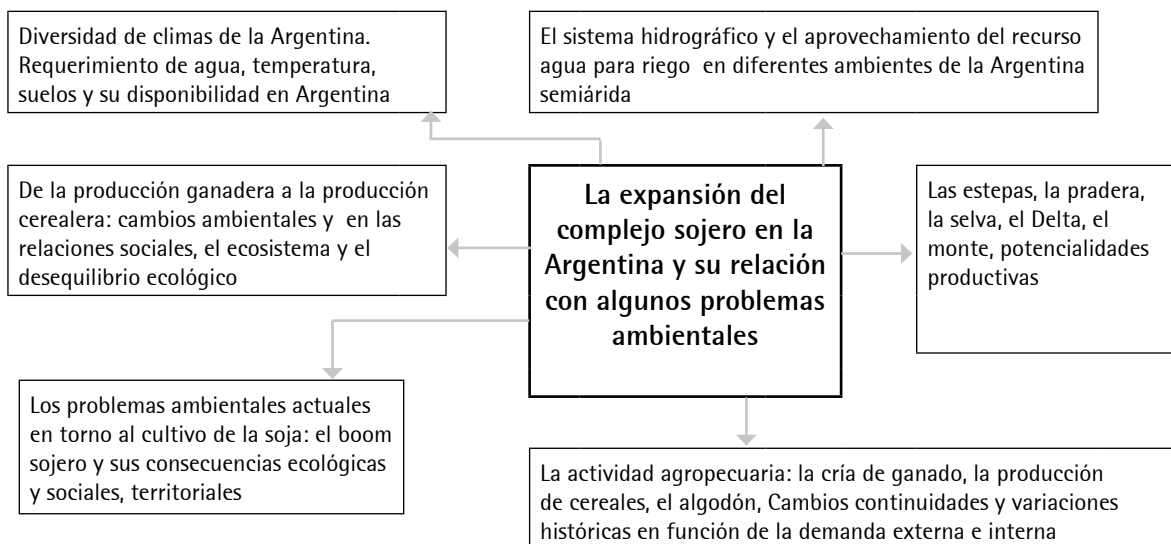 Diversidad de climas de la Argentina.
Requerimiento de agua, temperatura,
suelos y su disponibilidad en Argentina
El sistema hidrográfico y el aprovechamiento del recurso
agua para riego en diferentes ambientes de la Argentina
semiárida
De la producción ganadera a la producción
cerealera: cambios ambientales y en las
relaciones sociales, el ecosistema y el
desequilibrio ecológico
La expansión del
complejo sojero en la
Argentina y su relación
con algunos problemas
ambientales
Las estepas, la pradera,
la selva, el Delta, el
monte, potencialidades
productivas
Los problemas ambientales actuales
en torno al cultivo de la soja: el boom
sojero y sus consecuencias ecológicas
y sociales, territoriales
La actividad agropecuaria: la cría de ganado, la producción
de cereales, el algodón, Cambios continuidades y variaciones
históricas en función de la demanda externa e interna